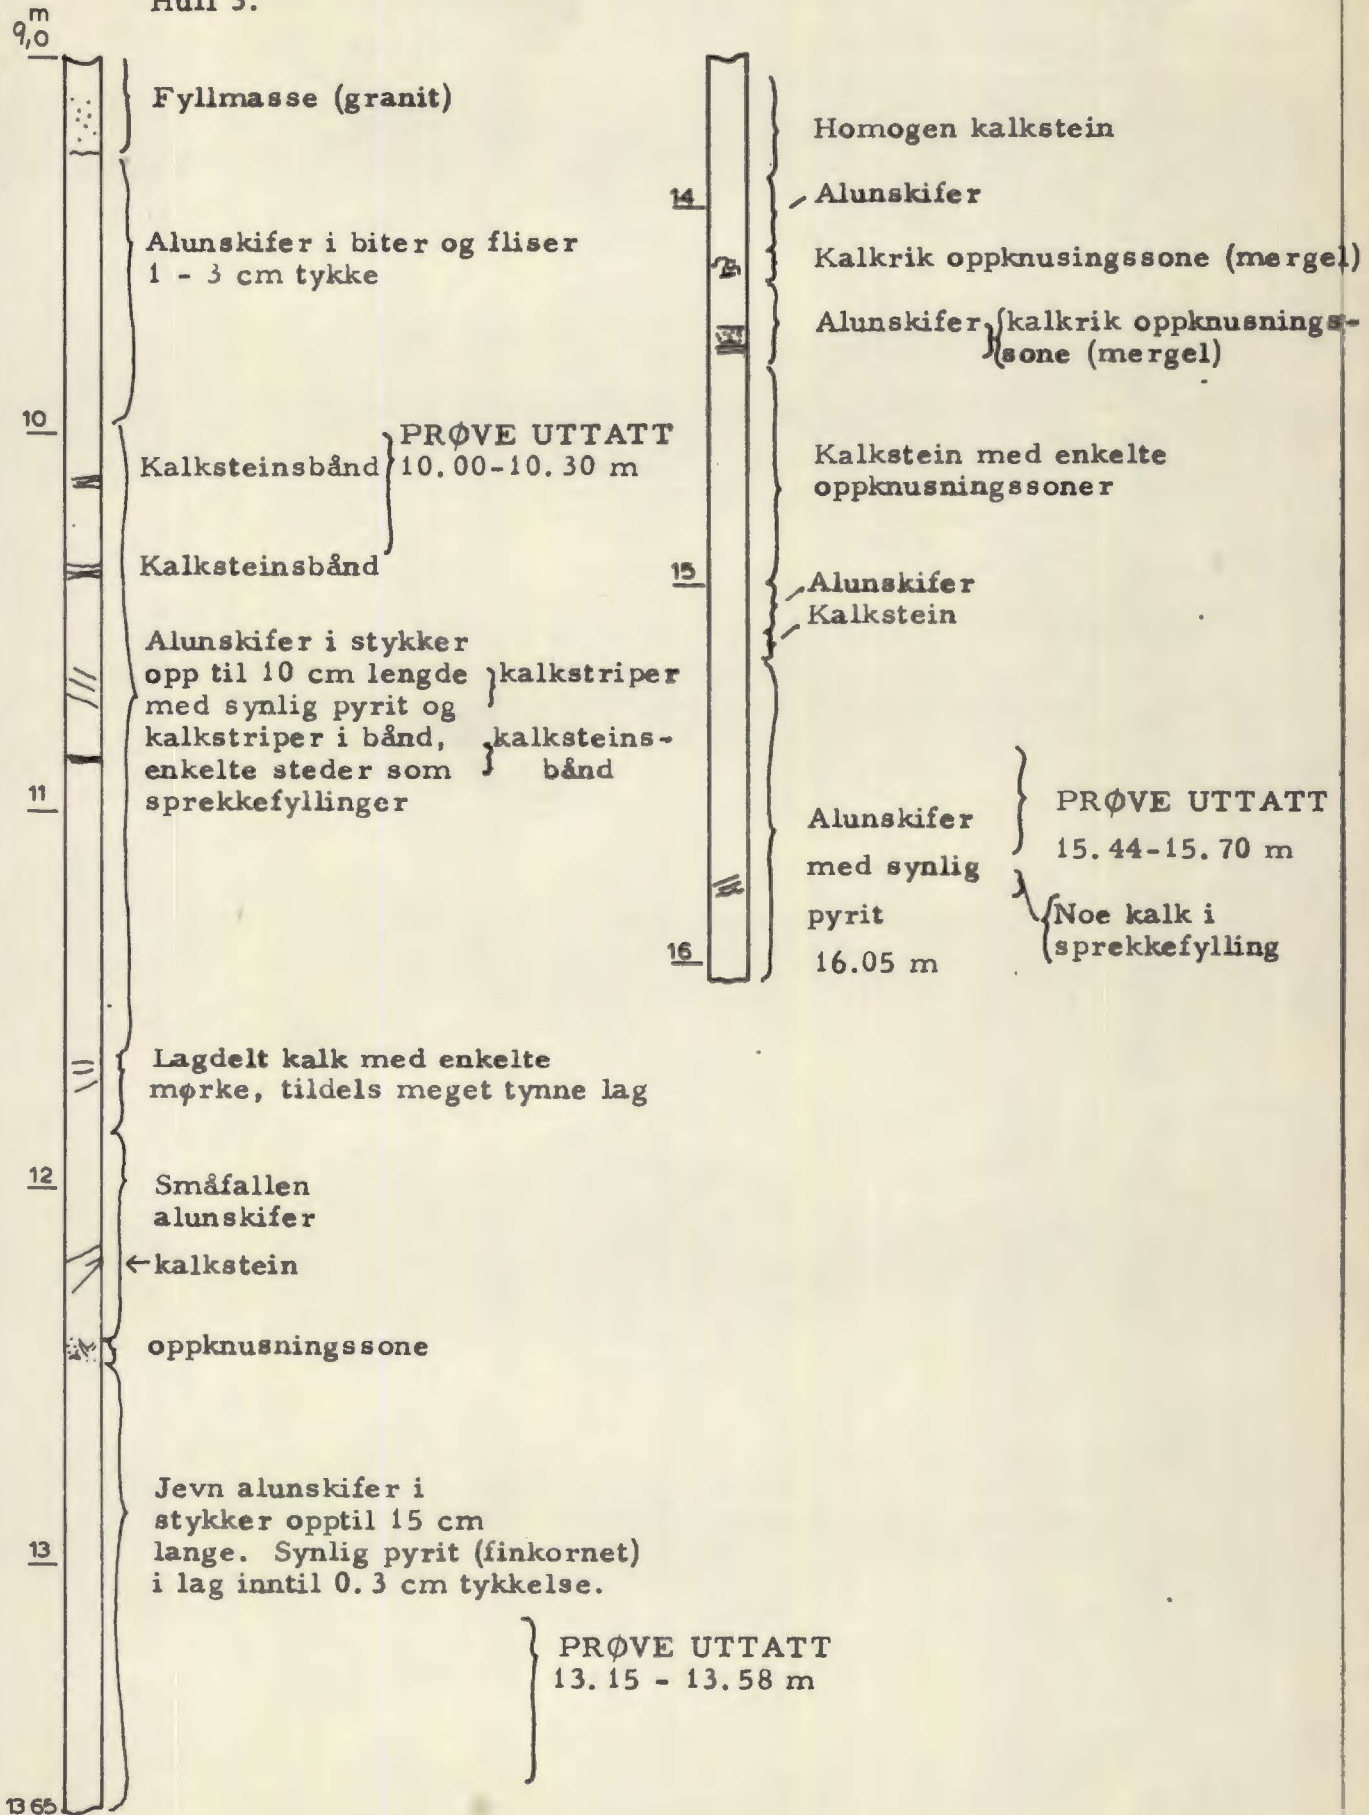 Hull 3.
m
9,0
Fyllmasse (granit)
Alunskifer i biter og fliser
1 - 3 cm tykke
10
PRØVE UTTATT
Kalksteinsbånd
10.00-10.30 m
Kalksteinsbånd
Alunskifer i stykker
opp til 10 cm lengde
med synlig pyrit og
kalkstriper i bånd,
enkelte steder som
sprekkefyllinger
kalkstriper
kalksteins-
bånd
11
Lagdelt kalk med enkelte
mørke, tildels meget tynne lag
12
Småfallen
alunskifer
←kalkstein
oppknusningssone
Jevn alunskifer i
stykker opptil 15 cm
lange. Synlig pyrit (finkornet)
i lag inntil 0.3 cm tykkelse.
13
PRØVE UTTATT
13.15 - 13.58 m
13 65
Homogen kalkstein
14
Alunskifer
Kalkrik oppknusingssone (mergel)
Alunskifer
kalkrik oppknusnings-
sone (mergel)
Kalkstein med enkelte
oppknusningssoner
15
Alunskifer
Kalkstein
Alunskifer
med synlig
pyrit
16.05 m
PRØVE UTTATT
15.44-15.70 m
Noe kalk i
sprekkefylling
16